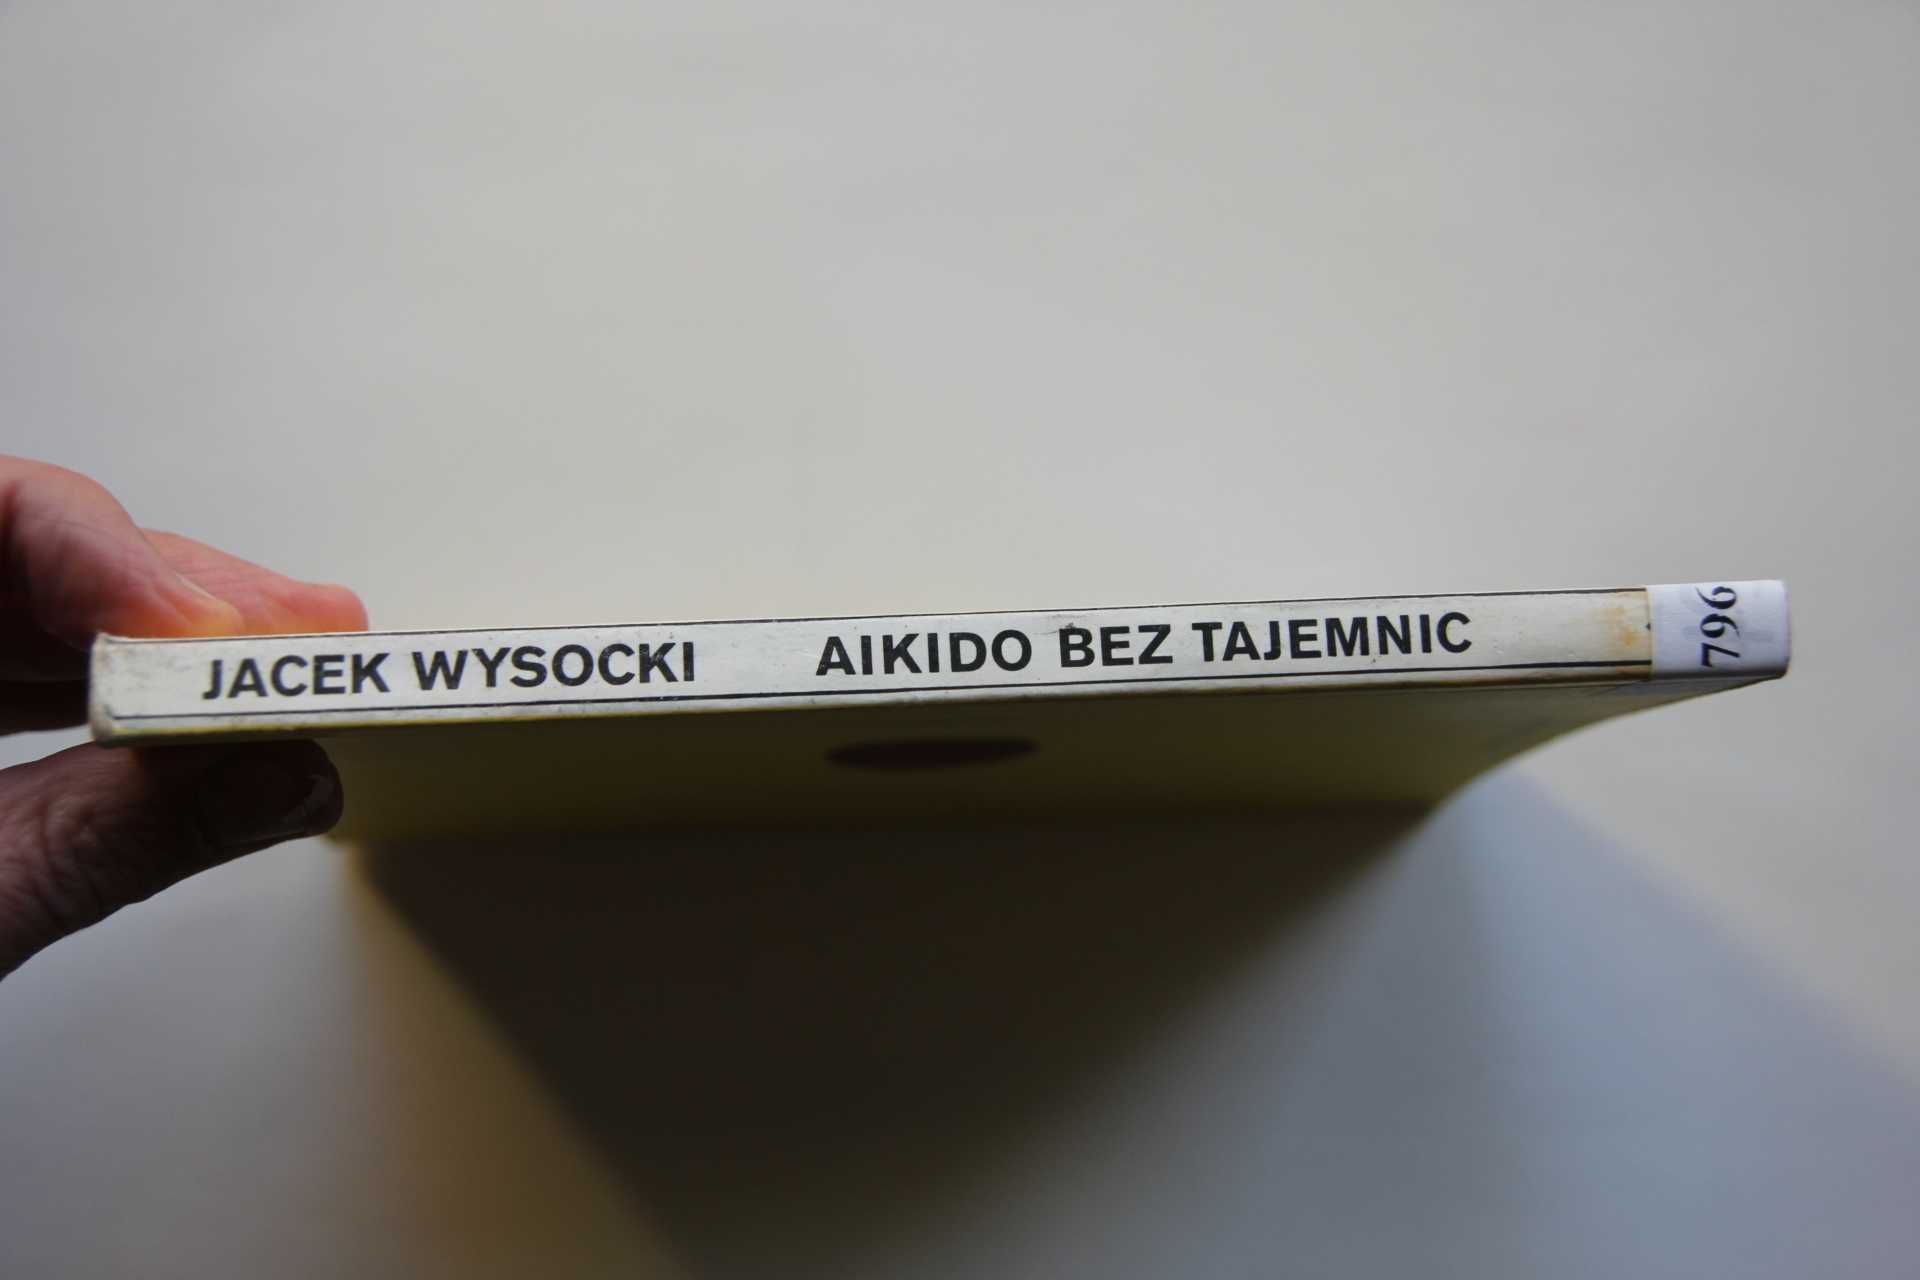 JACEK WYSOCKI AIKIDO BEZ TAJEMNIC
796